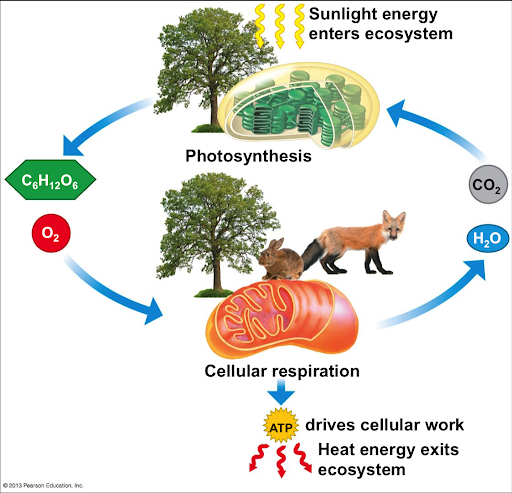 Sunlight energy
enters ecosystem
Photosynthesis
C₆H₁₂O₆
O₂
CO₂
H₂O
Cellular respiration
ATP drives cellular work
Heat energy exits
ecosystem
© 2013 Pearson Education, Inc.